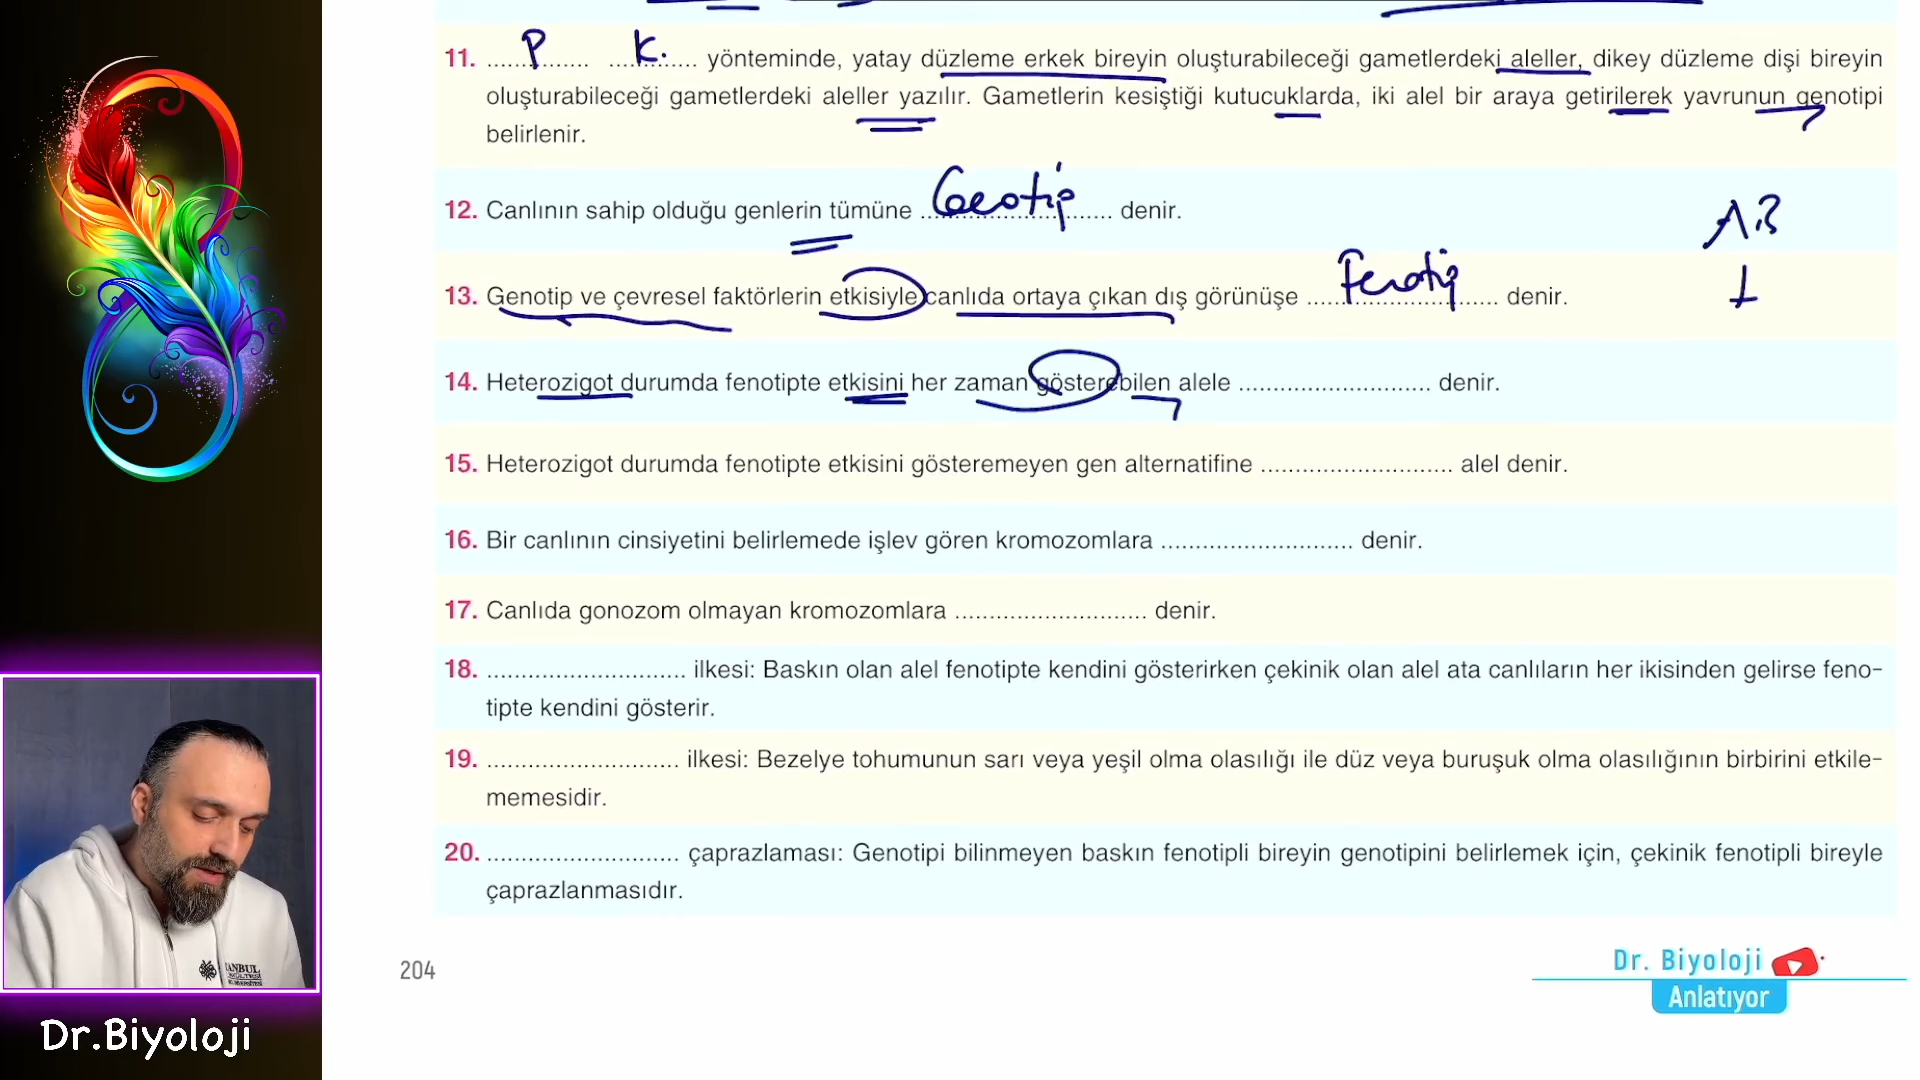 11. ....P.... ....K..... yönteminde, yatay düzleme erkek bireyin oluşturabileceği gametlerdeki aleller, dikey düzleme dişi bireyin
oluşturabileceği gametlerdeki aleller yazılır. Gametlerin kesiştiği kutucuklarda, iki alel bir araya getirilerek yavrunun genotipi
belirlenir.
12. Canlının sahip olduğu genlerin tümüne ....Geotip.... denir.
AB
13. Genotip ve çevresel faktörlerin etkisiyle canlıda ortaya çıkan dış görünüşe ....Fenotip.... denir.
14. Heterozigot durumda fenotipte etkisini her zaman gösterebilen alele ............................ denir.
15. Heterozigot durumda fenotipte etkisini gösteremeyen gen alternatifine ............................ alel denir.
16. Bir canlının cinsiyetini belirlemede işlev gören kromozomlara ............................ denir.
17. Canlıda gonozom olmayan kromozomlara ............................ denir.
18. ............................. ilkesi: Baskın olan alel fenotipte kendini gösterirken çekinik olan alel ata canlıların her ikisinden gelirse feno-
tipte kendini gösterir.
19. ............................ ilkesi: Bezelye tohumunun sarı veya yeşil olma olasılığı ile düz veya buruşuk olma olasılığının birbirini etkile-
memesidir.
20. ............................ çaprazlaması: Genotipi bilinmeyen baskın fenotipli bireyin genotipini belirlemek için, çekinik fenotipli bireyle
çaprazlanmasıdır.
204
Dr. Biyoloji
Anlatıyor
Dr.Biyoloji